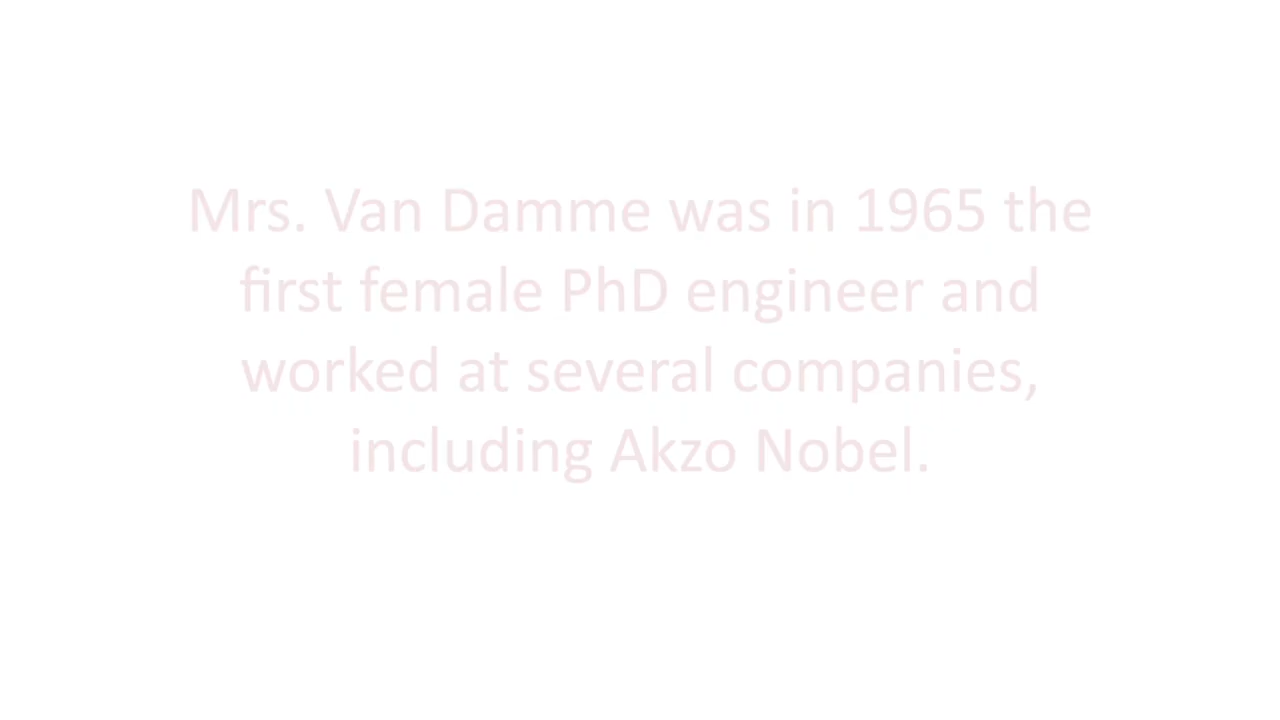 Mrs. Van Damme was in 1965 the
first female PhD engineer and
worked at several companies,
including Akzo Nobel.